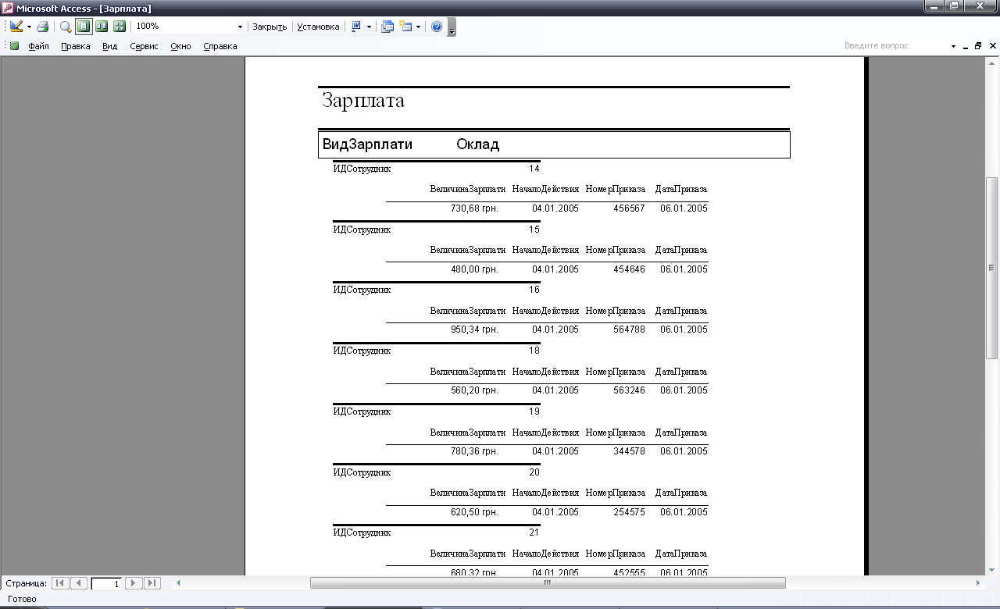 Microsoft Access - [Зарплата]
100% Закрыть Установка
Файл Правка Вид Сервис Окно Справка Введите вопрос
Зарплата
ВидЗарплати Оклад
ИДСотрудник 14
ВеличинаЗарплати НачалоДействия НомерПриказа ДатаПриказа
730,68 грн. 04.01.2005 456567 06.01.2005
ИДСотрудник 15
ВеличинаЗарплати НачалоДействия НомерПриказа ДатаПриказа
480,00 грн. 04.01.2005 454646 06.01.2005
ИДСотрудник 16
ВеличинаЗарплати НачалоДействия НомерПриказа ДатаПриказа
950,34 грн. 04.01.2005 564788 06.01.2005
ИДСотрудник 18
ВеличинаЗарплати НачалоДействия НомерПриказа ДатаПриказа
560,20 грн. 04.01.2005 563246 06.01.2005
ИДСотрудник 19
ВеличинаЗарплати НачалоДействия НомерПриказа ДатаПриказа
780,36 грн. 04.01.2005 344578 06.01.2005
ИДСотрудник 20
ВеличинаЗарплати НачалоДействия НомерПриказа ДатаПриказа
620,50 грн. 04.01.2005 254575 06.01.2005
ИДСотрудник 21
ВеличинаЗарплати НачалоДействия НомерПриказа ДатаПриказа
680,32 грн. 04.01.2005 452555 06.01.2005
Страница: 1
Готово